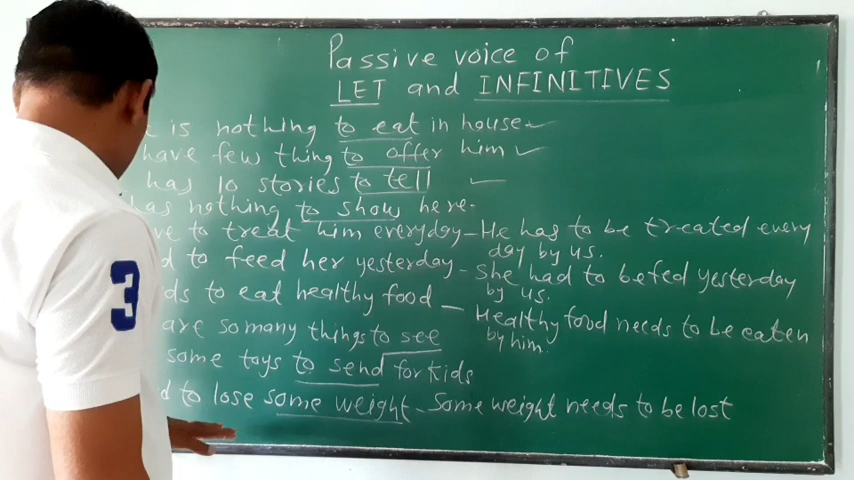 Passive voice of
LET and INFINITIVES
is nothing to eat in house
have few thing to offer him
has 10 stories to tell
has nothing to show here.
to treat him everyday - He has to be treated every
day by us.
to feed her yesterday - She had to be fed yesterday
by us.
to eat healthy food - Healthy food needs to be eaten
by him.
are so many things to see
some toys to send for kids
to lose some weight - Some weight needs to be lost
3